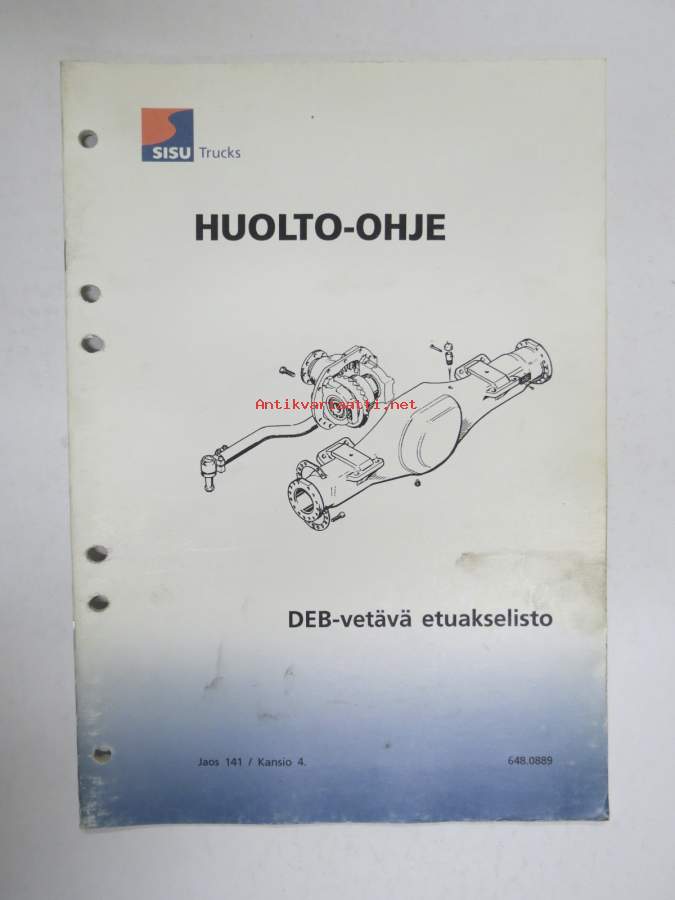 SISU Trucks
HUOLTO-OHJE
Antikvariaatti.net
DEB-vetävä etuakselisto
Jaos 141 / Kansio 4. 648.0889